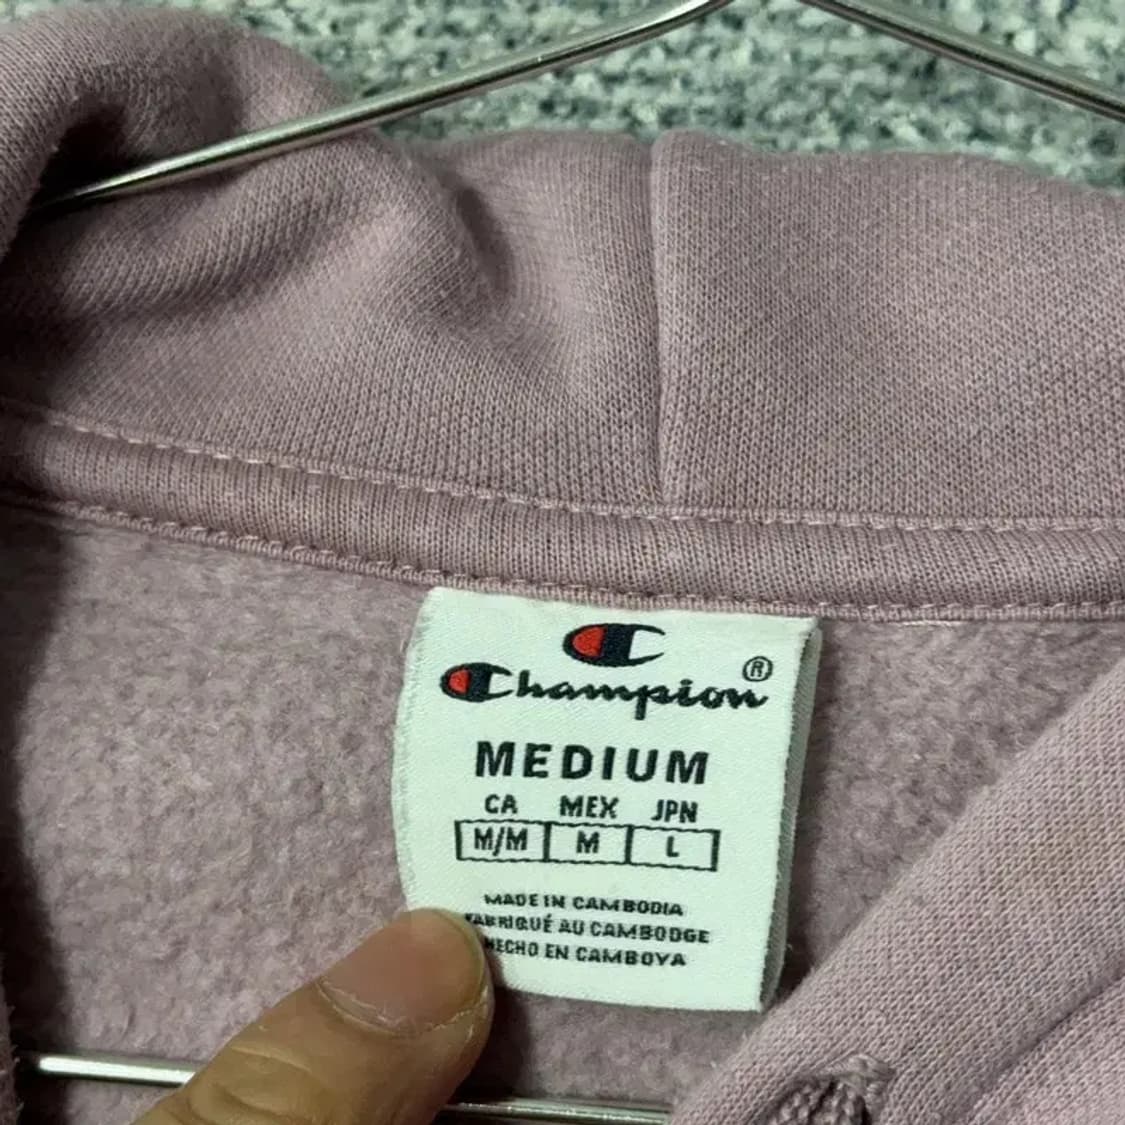 Champion®
MEDIUM
CA MEX JPN
M/M M L
MADE IN CAMBODIA
FABRIQUÉ AU CAMBODGE
HECHO EN CAMBOYA